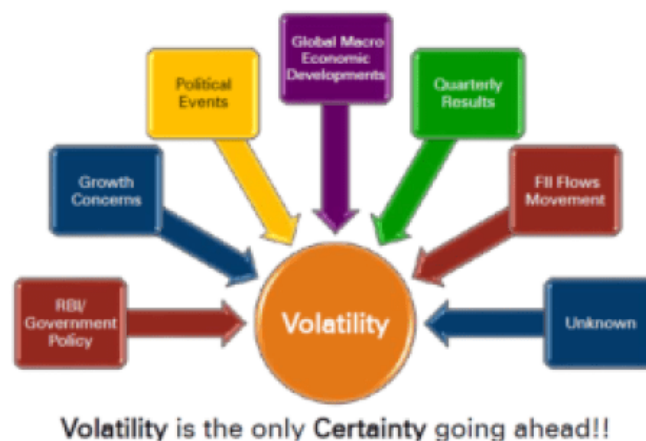 Global Macro
Economic
Developments
Political
Events
Quarterly
Results
Growth
Concerns
FII Flows
Movement
RBI/
Government
Policy
Volatility
Unknown
Volatility is the only Certainty going ahead!!